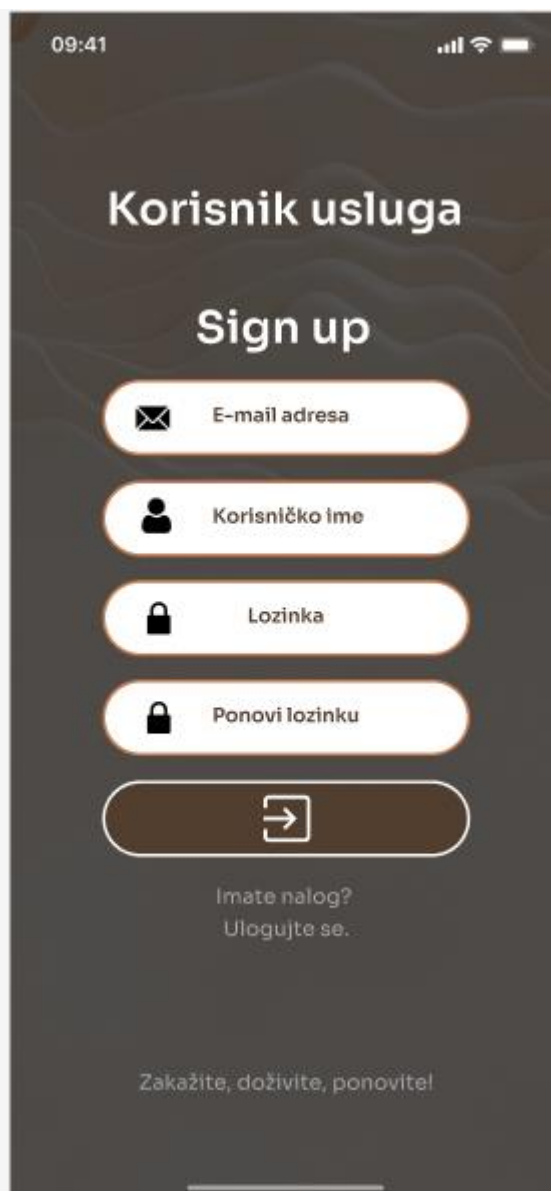 09:41
Korisnik usluga
Sign up
E-mail adresa
Korisničko ime
Lozinka
Ponovi lozinku
Imate nalog?
Ulogujte se.
Zakažite, doživite, ponovite!